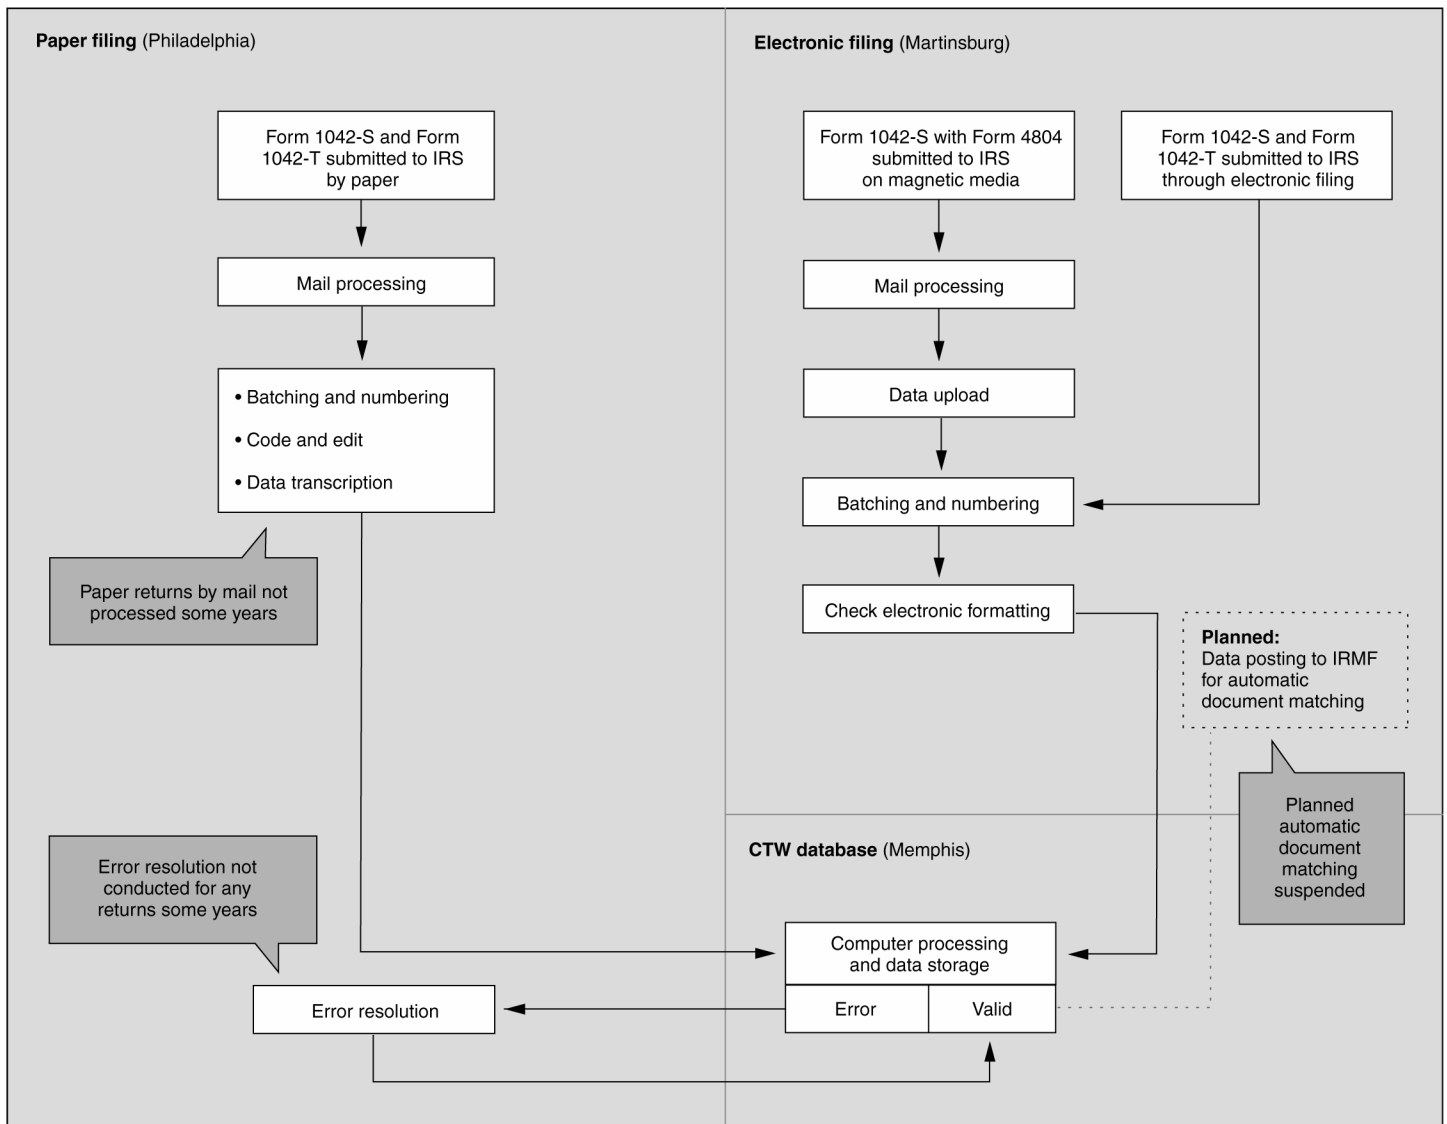 Paper filing (Philadelphia)
Form 1042-S and Form
1042-T submitted to IRS
by paper
Mail processing
• Batching and numbering
• Code and edit
• Data transcription
Paper returns by mail not
processed some years
Error resolution not
conducted for any
returns some years
Error resolution
Electronic filing (Martinsburg)
Form 1042-S with Form 4804
submitted to IRS
on magnetic media
Form 1042-S and Form
1042-T submitted to IRS
through electronic filing
Mail processing
Data upload
Batching and numbering
Check electronic formatting
Planned:
Data posting to IRMF
for automatic
document matching
Planned
automatic
document
matching
suspended
CTW database (Memphis)
Computer processing
and data storage
Error
Valid